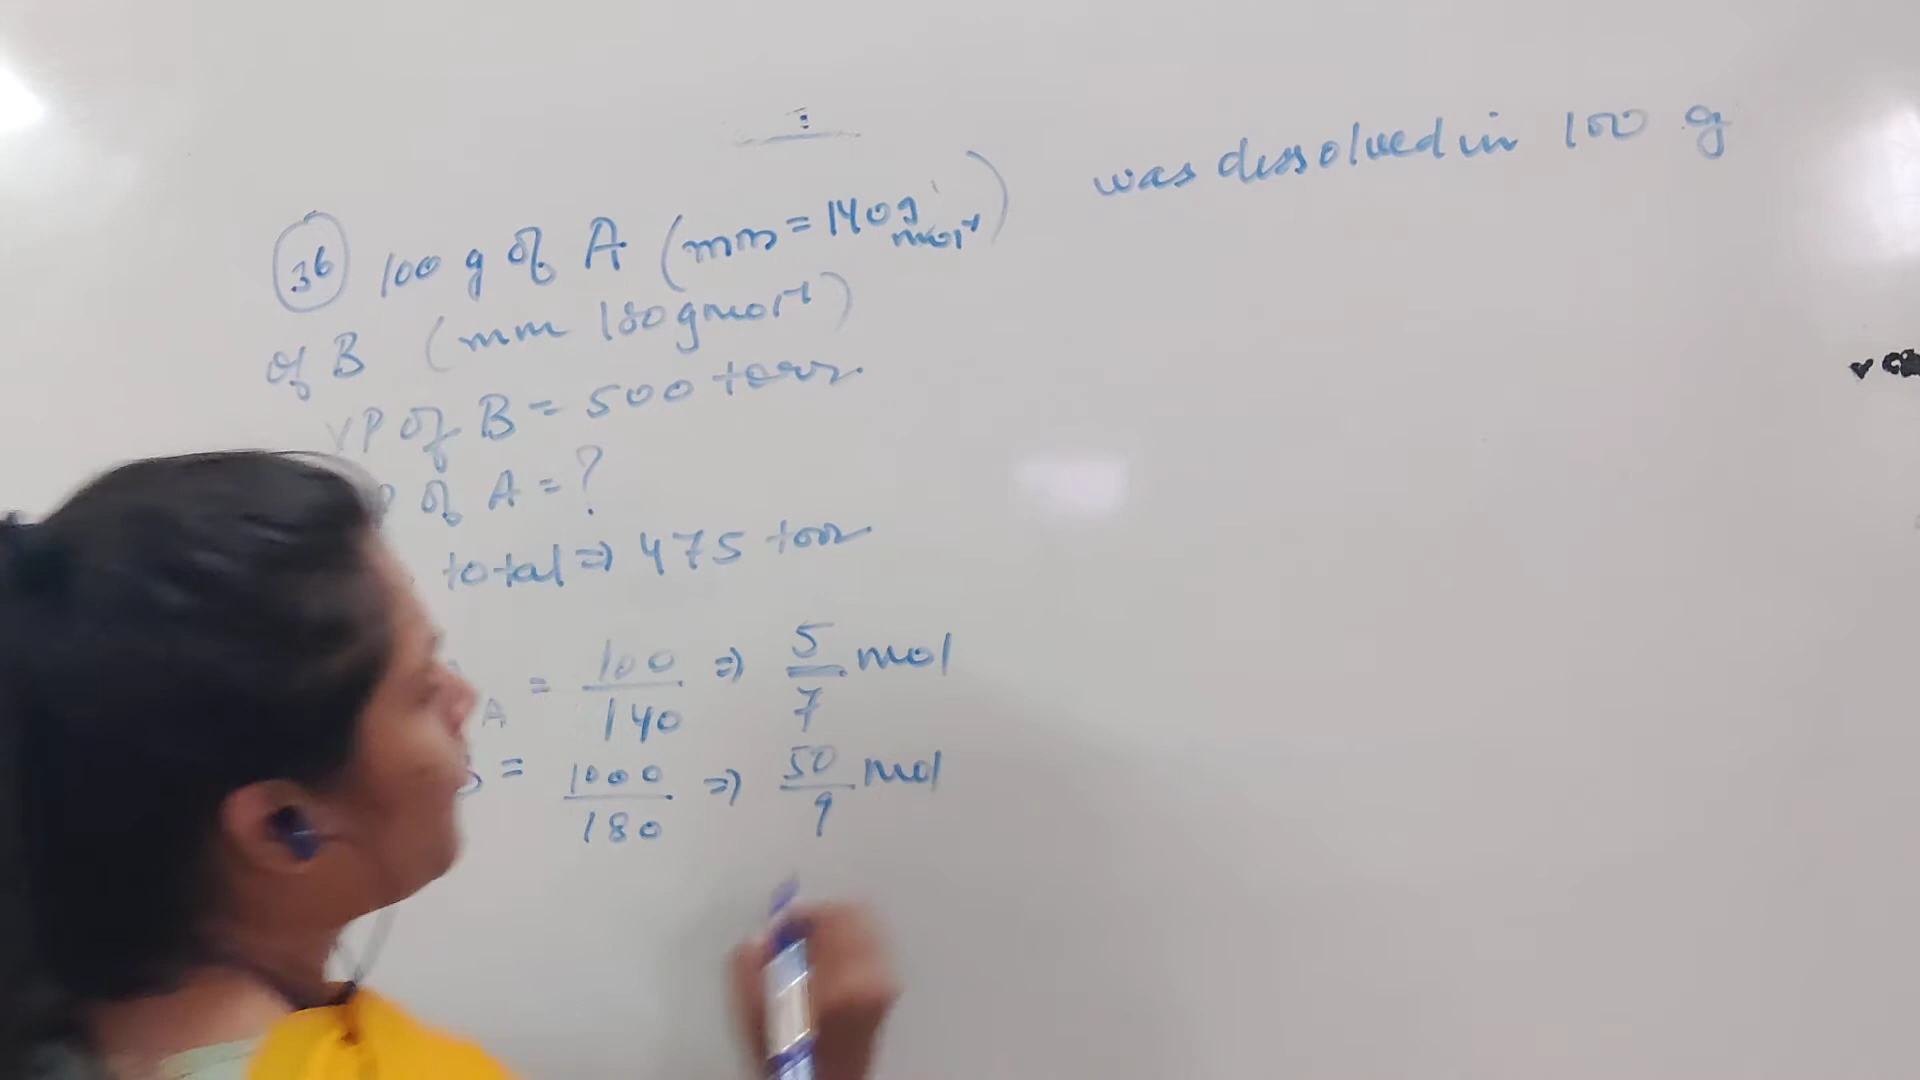 36 100 g of A (mm = 140 g mol⁻¹) was dissolved in 100 g
of B (mm 180 g mol⁻¹)
VP of B = 500 torr
of A = ?
total ⇒ 475 torr
A = 100/140 ⇒ 5/7 mol
B = 1000/180 ⇒ 50/9 mol